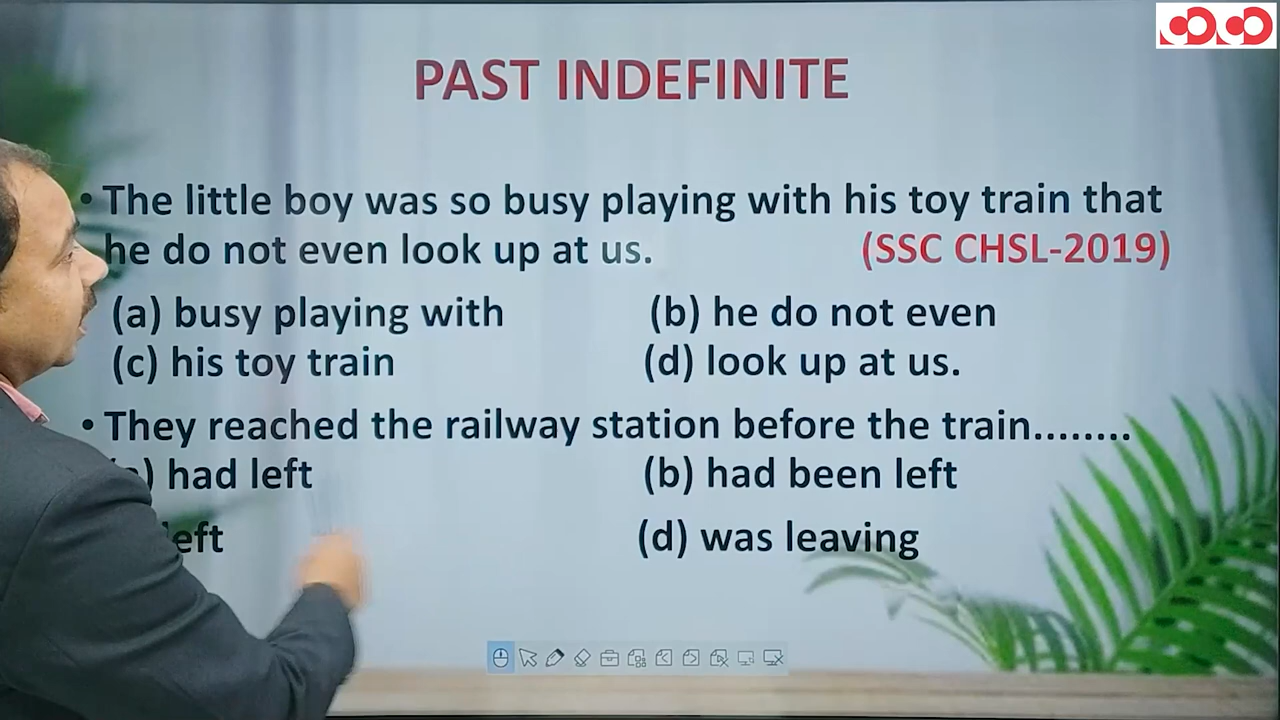 PAST INDEFINITE
• The little boy was so busy playing with his toy train that
he do not even look up at us. (SSC CHSL-2019)
(a) busy playing with (b) he do not even
(c) his toy train (d) look up at us.
• They reached the railway station before the train........
) had left (b) had been left
left (d) was leaving